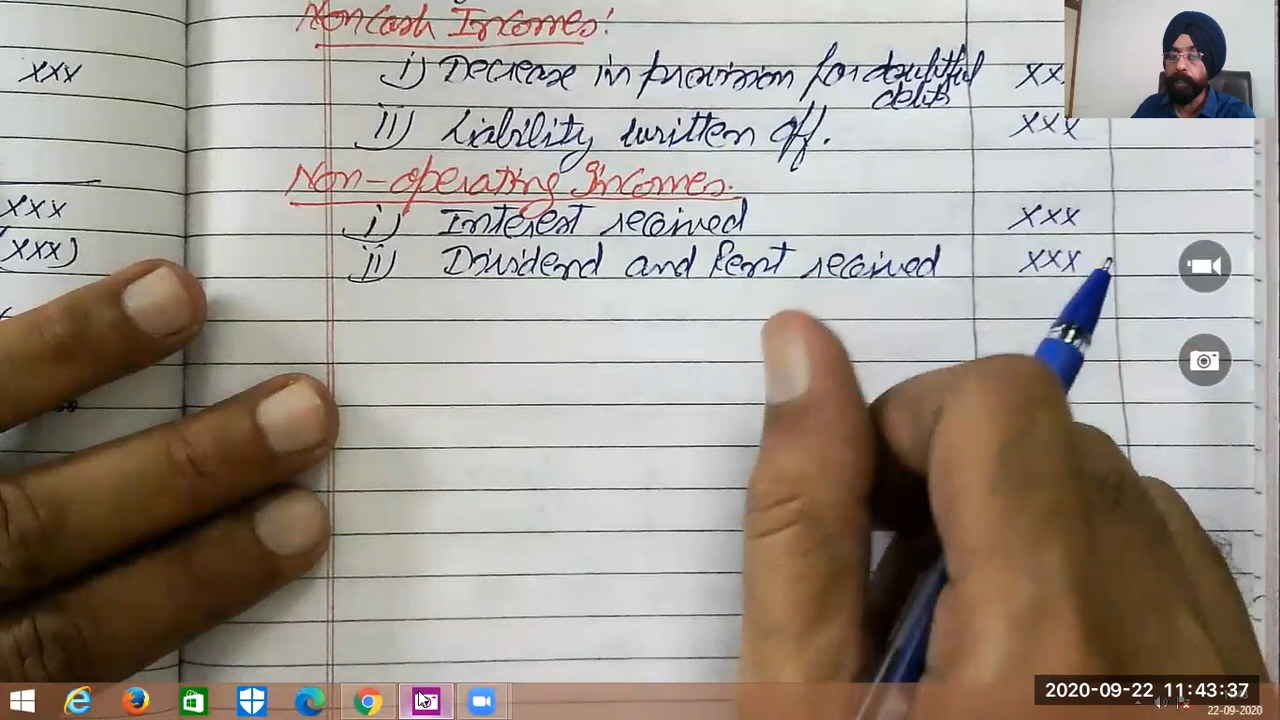 Non Cash Incomes:
xxx
i) Decrease in provision for doubtful debts xx
ii) Liability written off. xxx
Non-operating Incomes.
xxx
i) Interest received xxx
(xxx)
ii) Dividend and Rent received xxx
2020-09-22 11:43:37
22-09-2020